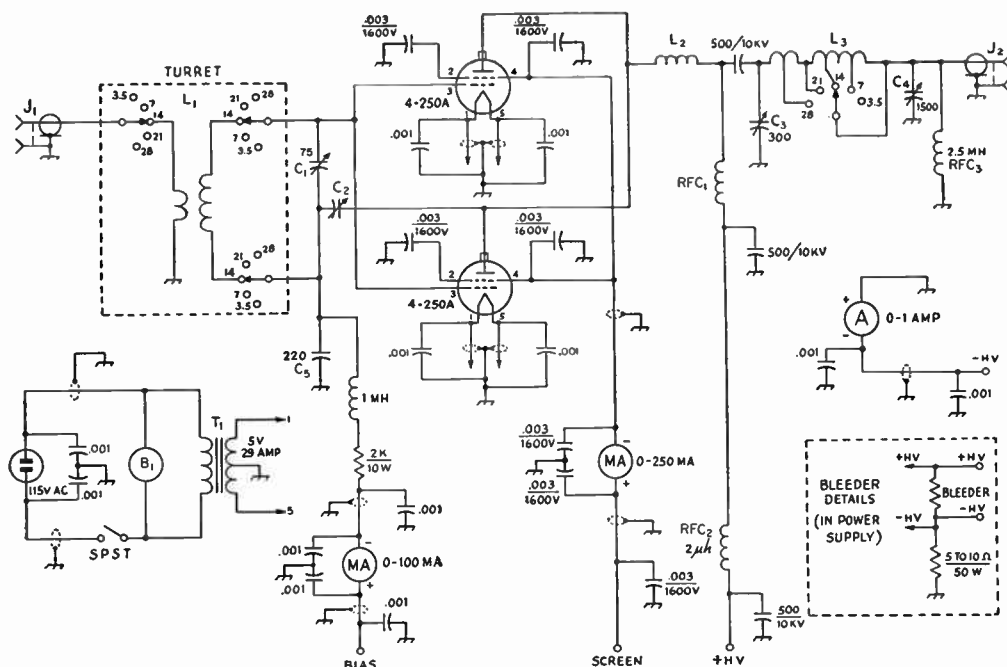 J1
TURRET
L1
3.5
7
14
21
28
21
28
14
7
3.5
21
28
14
7
3.5
75
C1
C2
220
C5
1 MH
2K
10W
.001
.001
.001
MA
0-100 MA
.001
BIAS
.003
1600V
.003
1600V
2
3
4
4-250A
1
5
.001
.001
.003
1600V
.003
1600V
2
3
4
4-250A
1
5
.001
.001
.003
1600V
.003
1600V
MA
0-250 MA
.003
1600V
SCREEN
L2
500/10KV
L3
J2
21
14
7
3.5
28
C3
300
C4
1500
2.5 MH
RFC3
RFC1
500/10KV
RFC2
2μh
500
10KV
+HV
A
0-1 AMP
+
-
.001
-HV
.001
+HV
+HV
BLEEDER
BLEEDER
DETAILS
(IN POWER
SUPPLY)
-HV
-HV
5 TO 10Ω
50 W
115V AC
.001
.001
B1
SPST
T1
5V
29 AMP
1
5